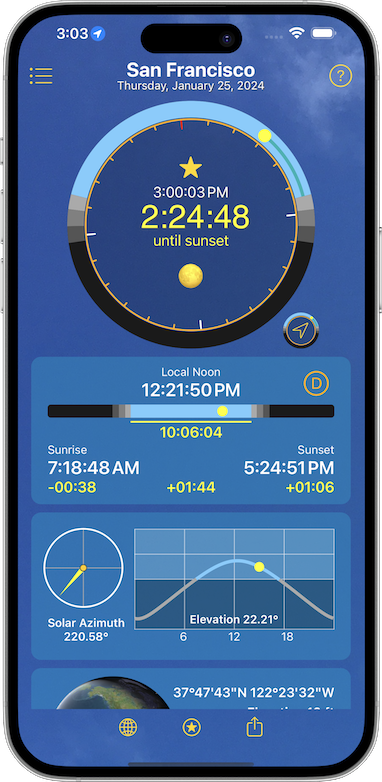 3:03
San Francisco
Thursday, January 25, 2024
?
3:00:03 PM
2:24:48
until sunset
Local Noon
12:21:50 PM
D
10:06:04
Sunrise
Sunset
7:18:48 AM
5:24:51 PM
-00:38
+01:44
+01:06
Elevation 22.21°
Solar Azimuth
220.58°
6
12
18
37°47'43"N 122°23'32"W